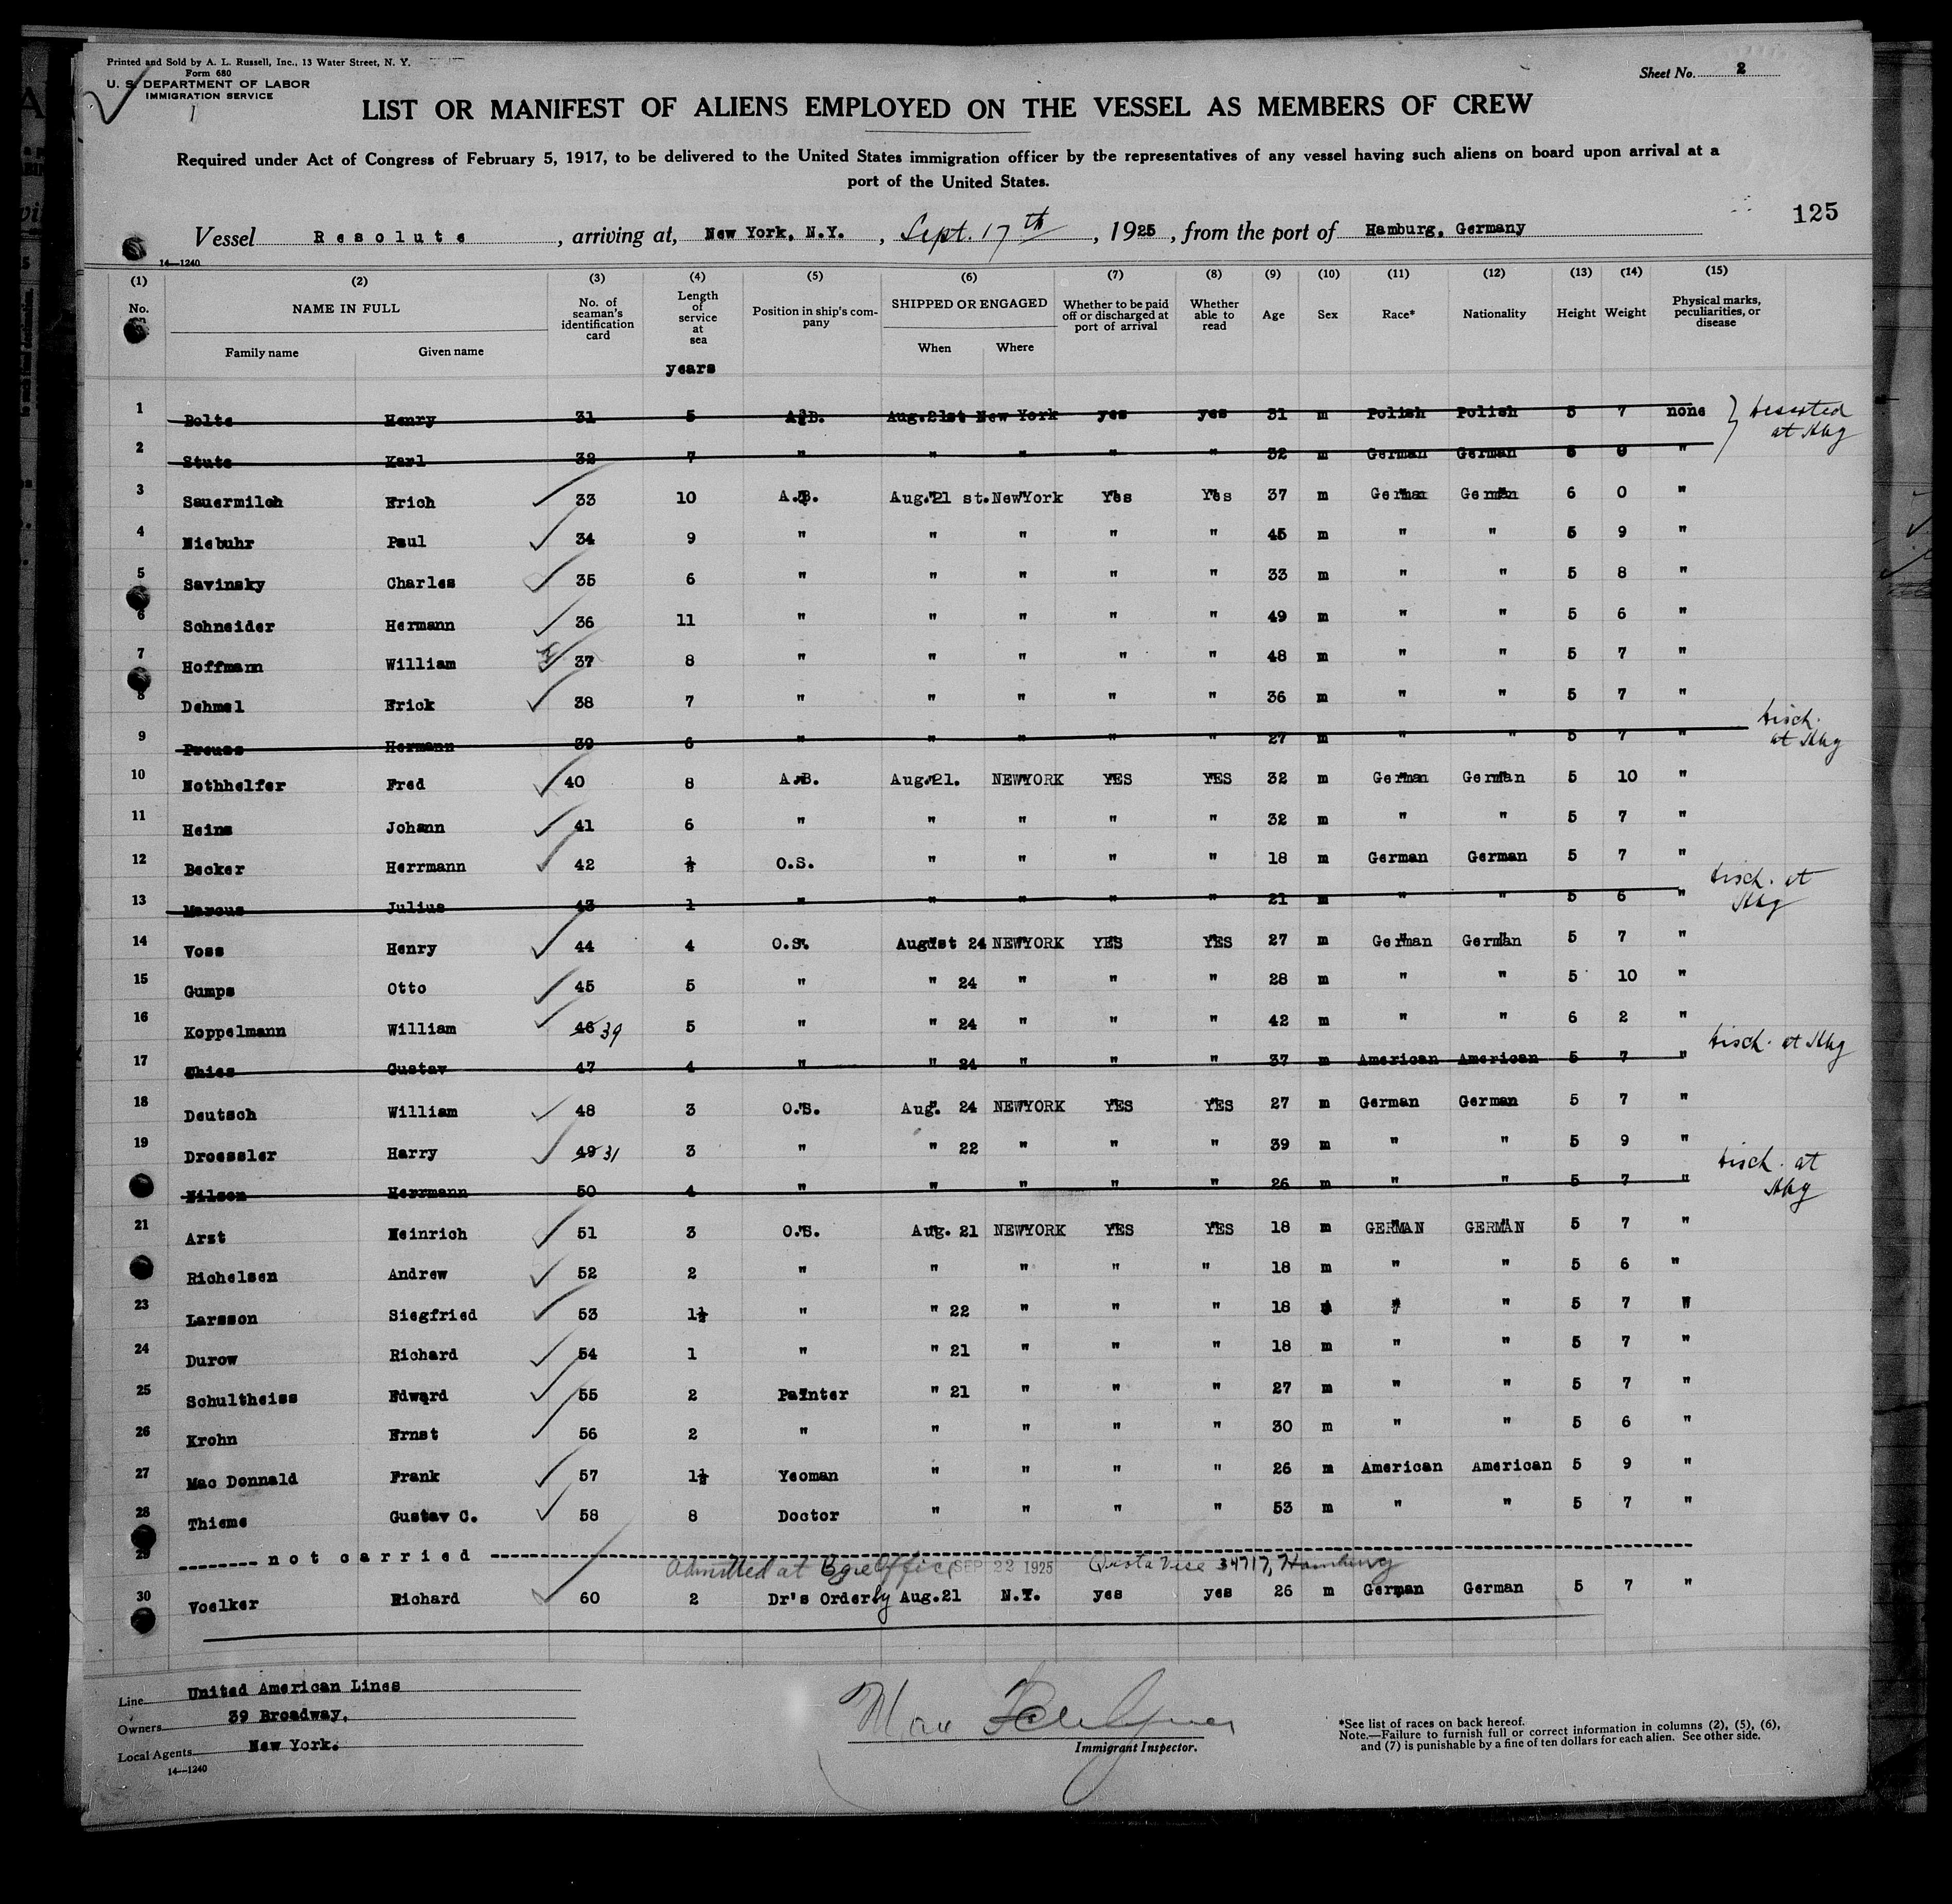 Printed and Sold by A. L. Russell, Inc., 13 Water Street, N. Y.
Form 680
U. S. DEPARTMENT OF LABOR
IMMIGRATION SERVICE
Sheet No. 2
LIST OR MANIFEST OF ALIENS EMPLOYED ON THE VESSEL AS MEMBERS OF CREW
Required under Act of Congress of February 5, 1917, to be delivered to the United States immigration officer by the representatives of any vessel having such aliens on board upon arrival at a
port of the United States.
125
Vessel Resolute, arriving at, New York, N.Y., Sept. 17th, 1925, from the port of Hamburg, Germany
14—1240
(1) (2) (3) (4) (5) (6) (7) (8) (9) (10) (11) (12) (13) (14) (15)
No. NAME IN FULL Family name Given name No. of seaman's identification card Length of service at sea Position in ship's company SHIPPED OR ENGAGED When Where Whether to be paid off or discharged at port of arrival Whether able to read Age Sex Race* Nationality Height Weight Physical marks, peculiarities, or disease
years
1 Bolte Henry 31 5 A.B. Aug.21st New York yes yes 31 m Polish Polish 5 7 none
2 Stute Karl 32 7 " " " " " 32 m German German 5 9 "
at Hbg
3 Sauermilch Erich 33 10 A.B. Aug.21 st. NewYork Yes Yes 37 m German German 6 0 "
4 Niebuhr Paul 34 9 " " " " " 45 m " " 5 9 "
5 Savinsky Charles 35 6 " " " " " 33 m " " 5 8 "
6 Schneider Hermann 36 11 " " " " " 49 m " " 5 6 "
7 Hoffmann William 37 8 " " " " " 48 m " " 5 7 "
8 Dehmel Erick 38 7 " " " " " 36 m " " 5 7 "
9 Preuss Hermann 39 6 " " " " " 27 m " " 5 7 " disch. at Hbg
10 Nothhelfer Fred 40 8 A.B. Aug.21. NEWYORK YES YES 32 m German German 5 10 "
11 Heins Johann 41 6 " " " " " 32 m " " 5 7 "
12 Becker Herrmann 42 ½ O.S. " " " " 18 m German German 5 7 "
13 Marcus Julius 43 1 " " " " " 21 m " " 5 6 " disch. at Hbg
14 Voss Henry 44 4 O.S. August 24 NEWYORK YES YES 27 m German German 5 7 "
15 Gumps Otto 45 5 " " 24 " " " 28 m " " 5 10 "
16 Koppelmann William 46 39 5 " " 24 " " " 42 m " " 6 2 "
17 Thies Gustav 47 4 " " 24 " " " 37 m American American 5 7 " disch. at Hbg
18 Deutsch William 48 3 O.S. Aug. 24 NEWYORK YES YES 27 m German German 5 7 "
19 Droessler Harry 49 31 3 " " 22 " " " 39 m " " 5 9 "
Nilsen Herrmann 50 4 " " " " " 26 m " " 5 7 " disch. at Hbg
21 Arst Heinrich 51 3 O.S. Aug. 21 NEWYORK YES YES 18 m GERMAN GERMAN 5 7 "
Richelsen Andrew 52 2 " " " " " 18 m " " 5 6 "
23 Larsson Siegfried 53 1½ " " 22 " " " 18 " " 5 7 "
24 Durow Richard 54 1 " " 21 " " " 18 m " " 5 7 "
25 Schultheiss Edward 55 2 Painter " 21 " " " 27 m " " 5 7 "
26 Krohn Ernst 56 2 " " " " " 30 m " " 5 6 "
27 Mac Donnald Frank 57 1½ Yeoman " " " " 26 m American American 5 9 "
28 Thieme Gustav C. 58 8 Doctor " " " " 53 m " " 5 7 "
29 ------- not carried -------
Admitted at Office SEP 22 1925 Quota Vise 34717, Hamburg
30 Voelker Richard 60 2 Dr's Orderly Aug.21 N.Y. yes yes 26 m German German 5 7 "
Line United American Lines
Owners 39 Broadway,
Local Agents New York.
14—1240
Max
Immigrant Inspector.
*See list of races on back hereof.
Note.—Failure to furnish full or correct information in columns (2), (5), (6),
and (7) is punishable by a fine of ten dollars for each alien. See other side.